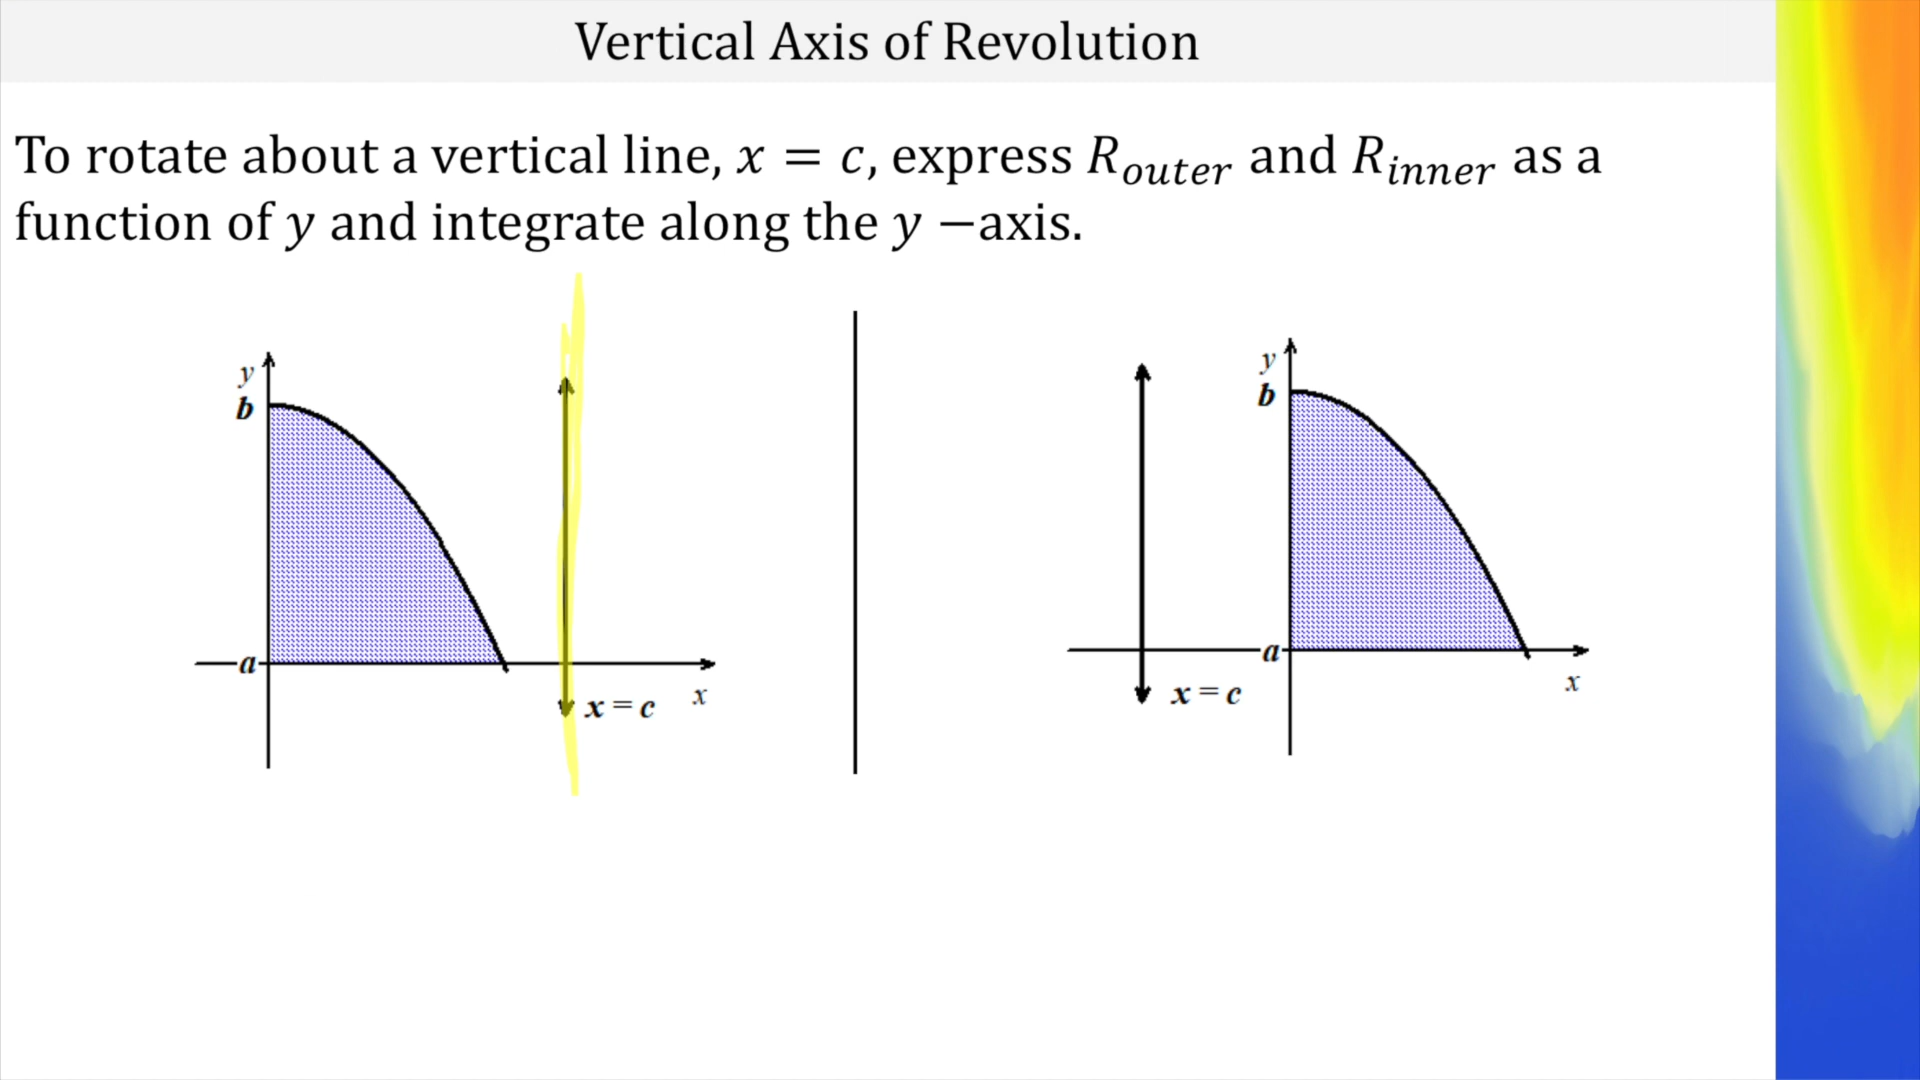 Vertical Axis of Revolution
To rotate about a vertical line, x = c, express R_outer and R_inner as a
function of y and integrate along the y −axis.
y
b
a
x = c
x
y
b
a
x = c
x